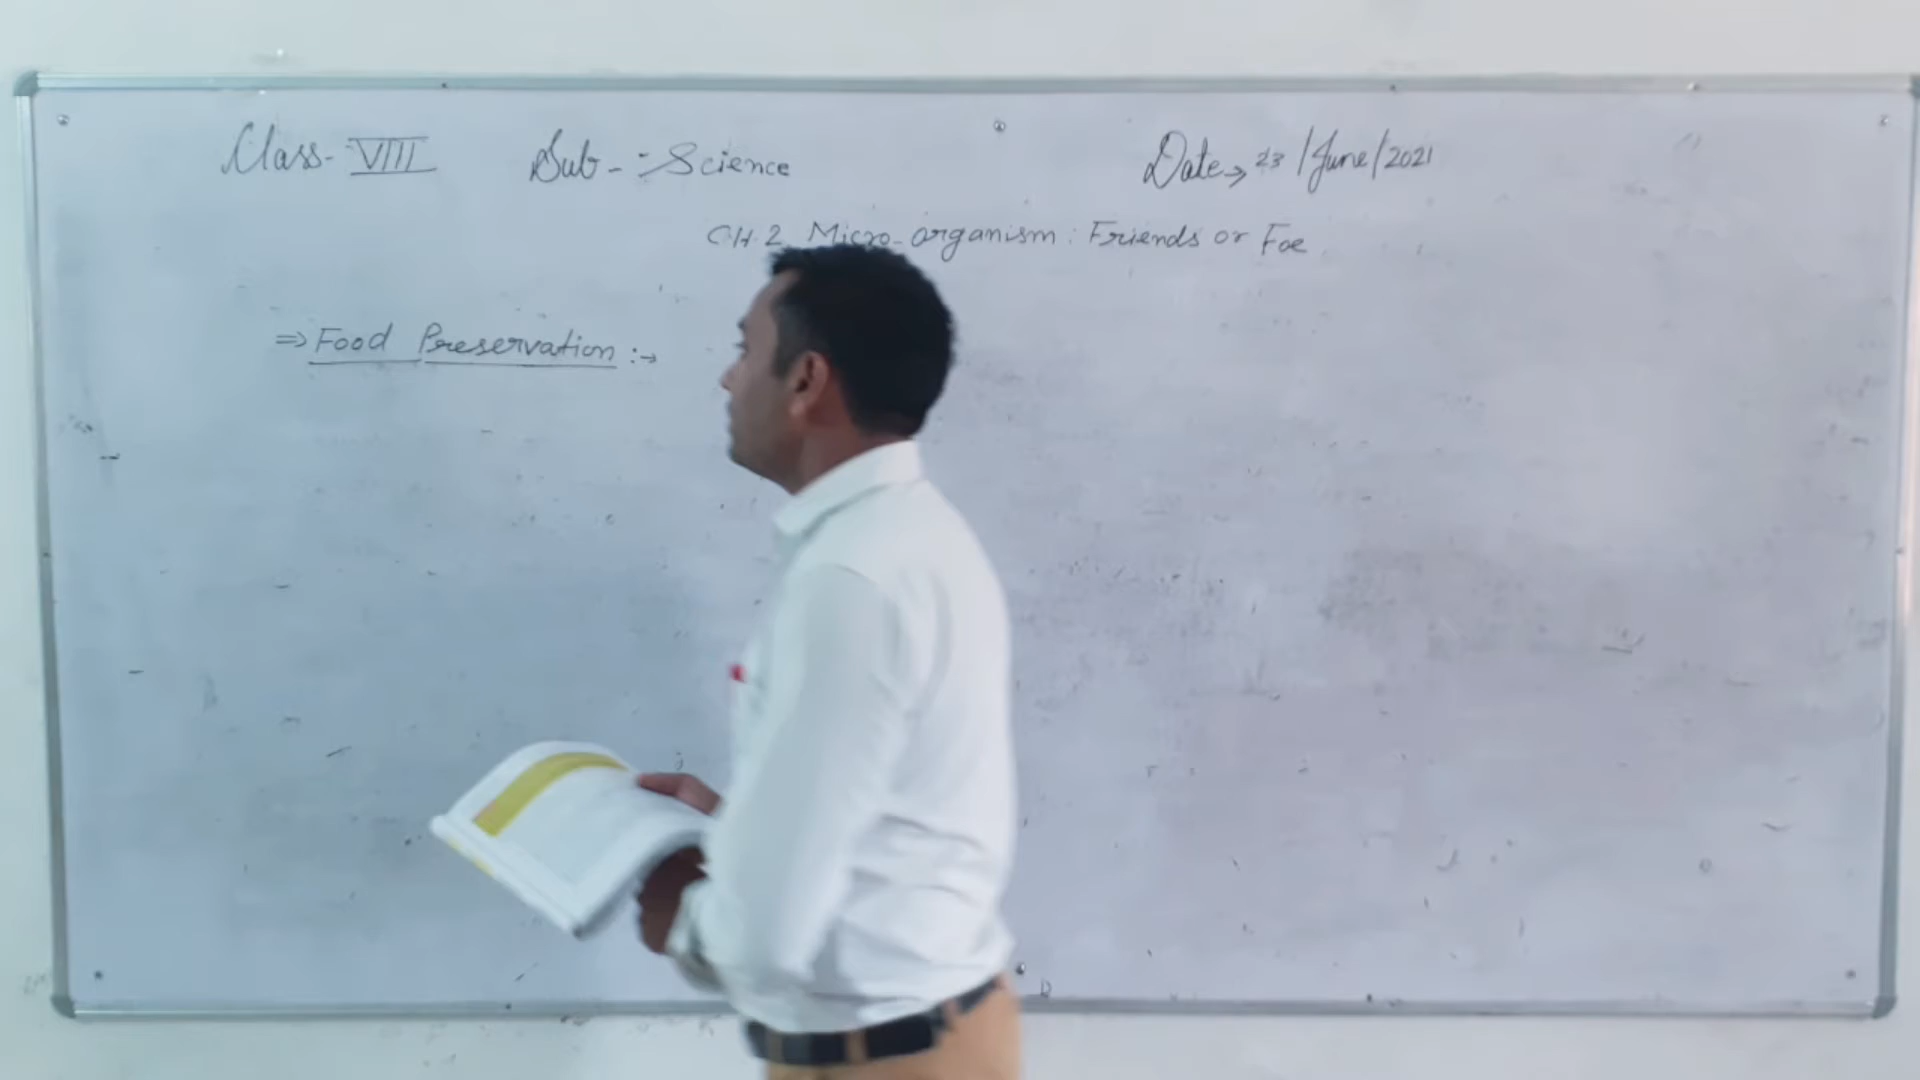 Class- VIII Sub-:- Science Date→ 23/June/2021
CH.2 Micro-organism: Friends or Foe
⇒ Food Preservation :→